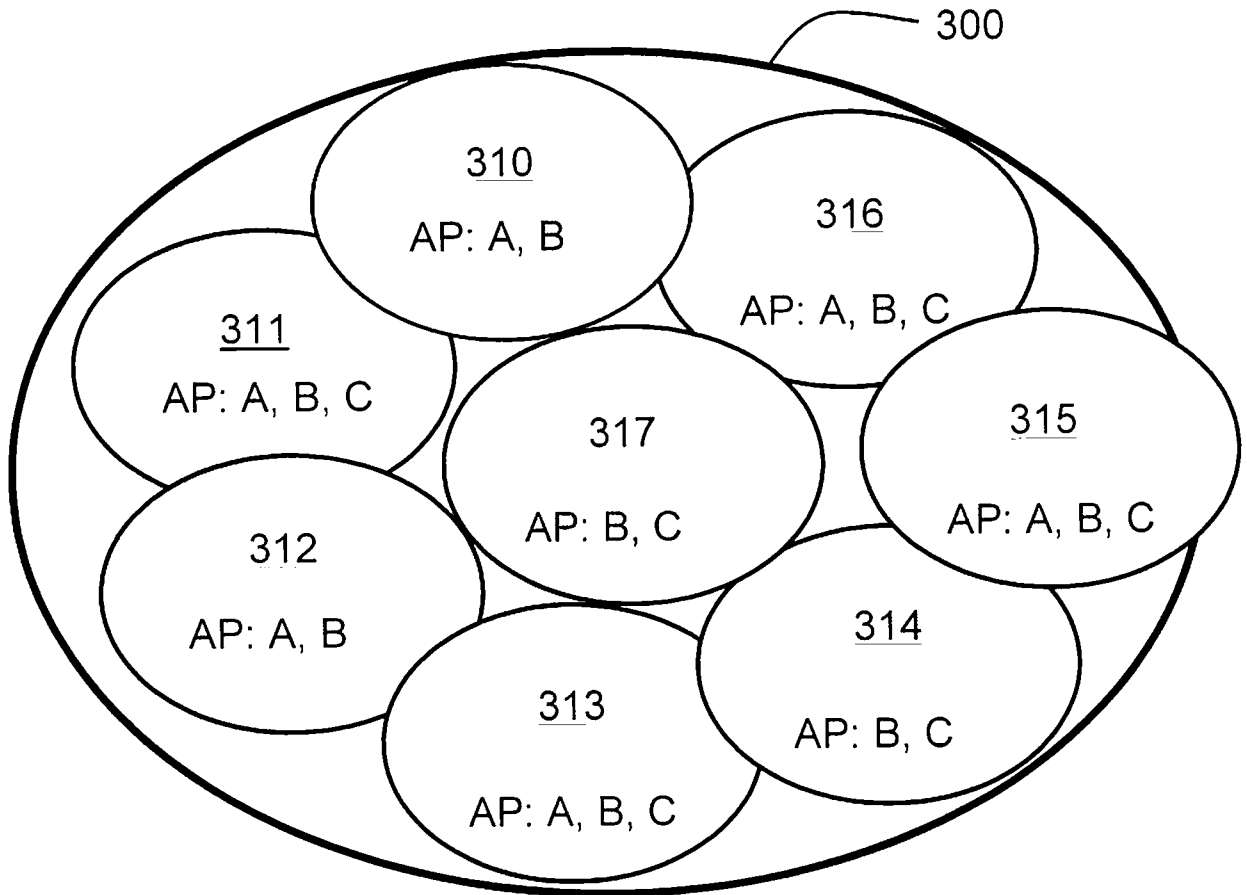 300
310
AP: A, B
316
AP: A, B, C
311
AP: A, B, C
317
AP: B, C
315
AP: A, B, C
312
AP: A, B
314
AP: B, C
313
AP: A, B, C